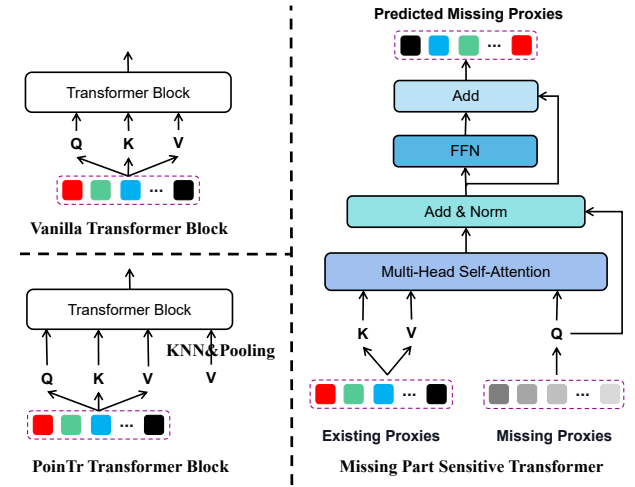 Transformer Block
Q K V
...
Vanilla Transformer Block
Transformer Block
KNN&Pooling
Q K V V
...
PoinTr Transformer Block
Predicted Missing Proxies
...
Add
FFN
Add & Norm
Multi-Head Self-Attention
K V Q
... ...
Existing Proxies Missing Proxies
Missing Part Sensitive Transformer